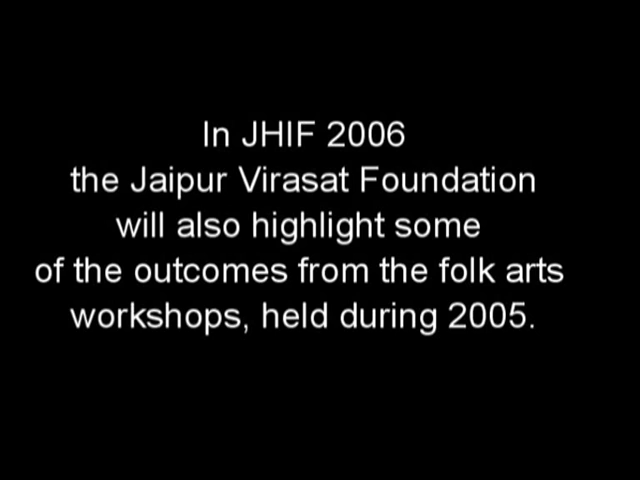 In JHIF 2006
the Jaipur Virasat Foundation
will also highlight some
of the outcomes from the folk arts
workshops, held during 2005.